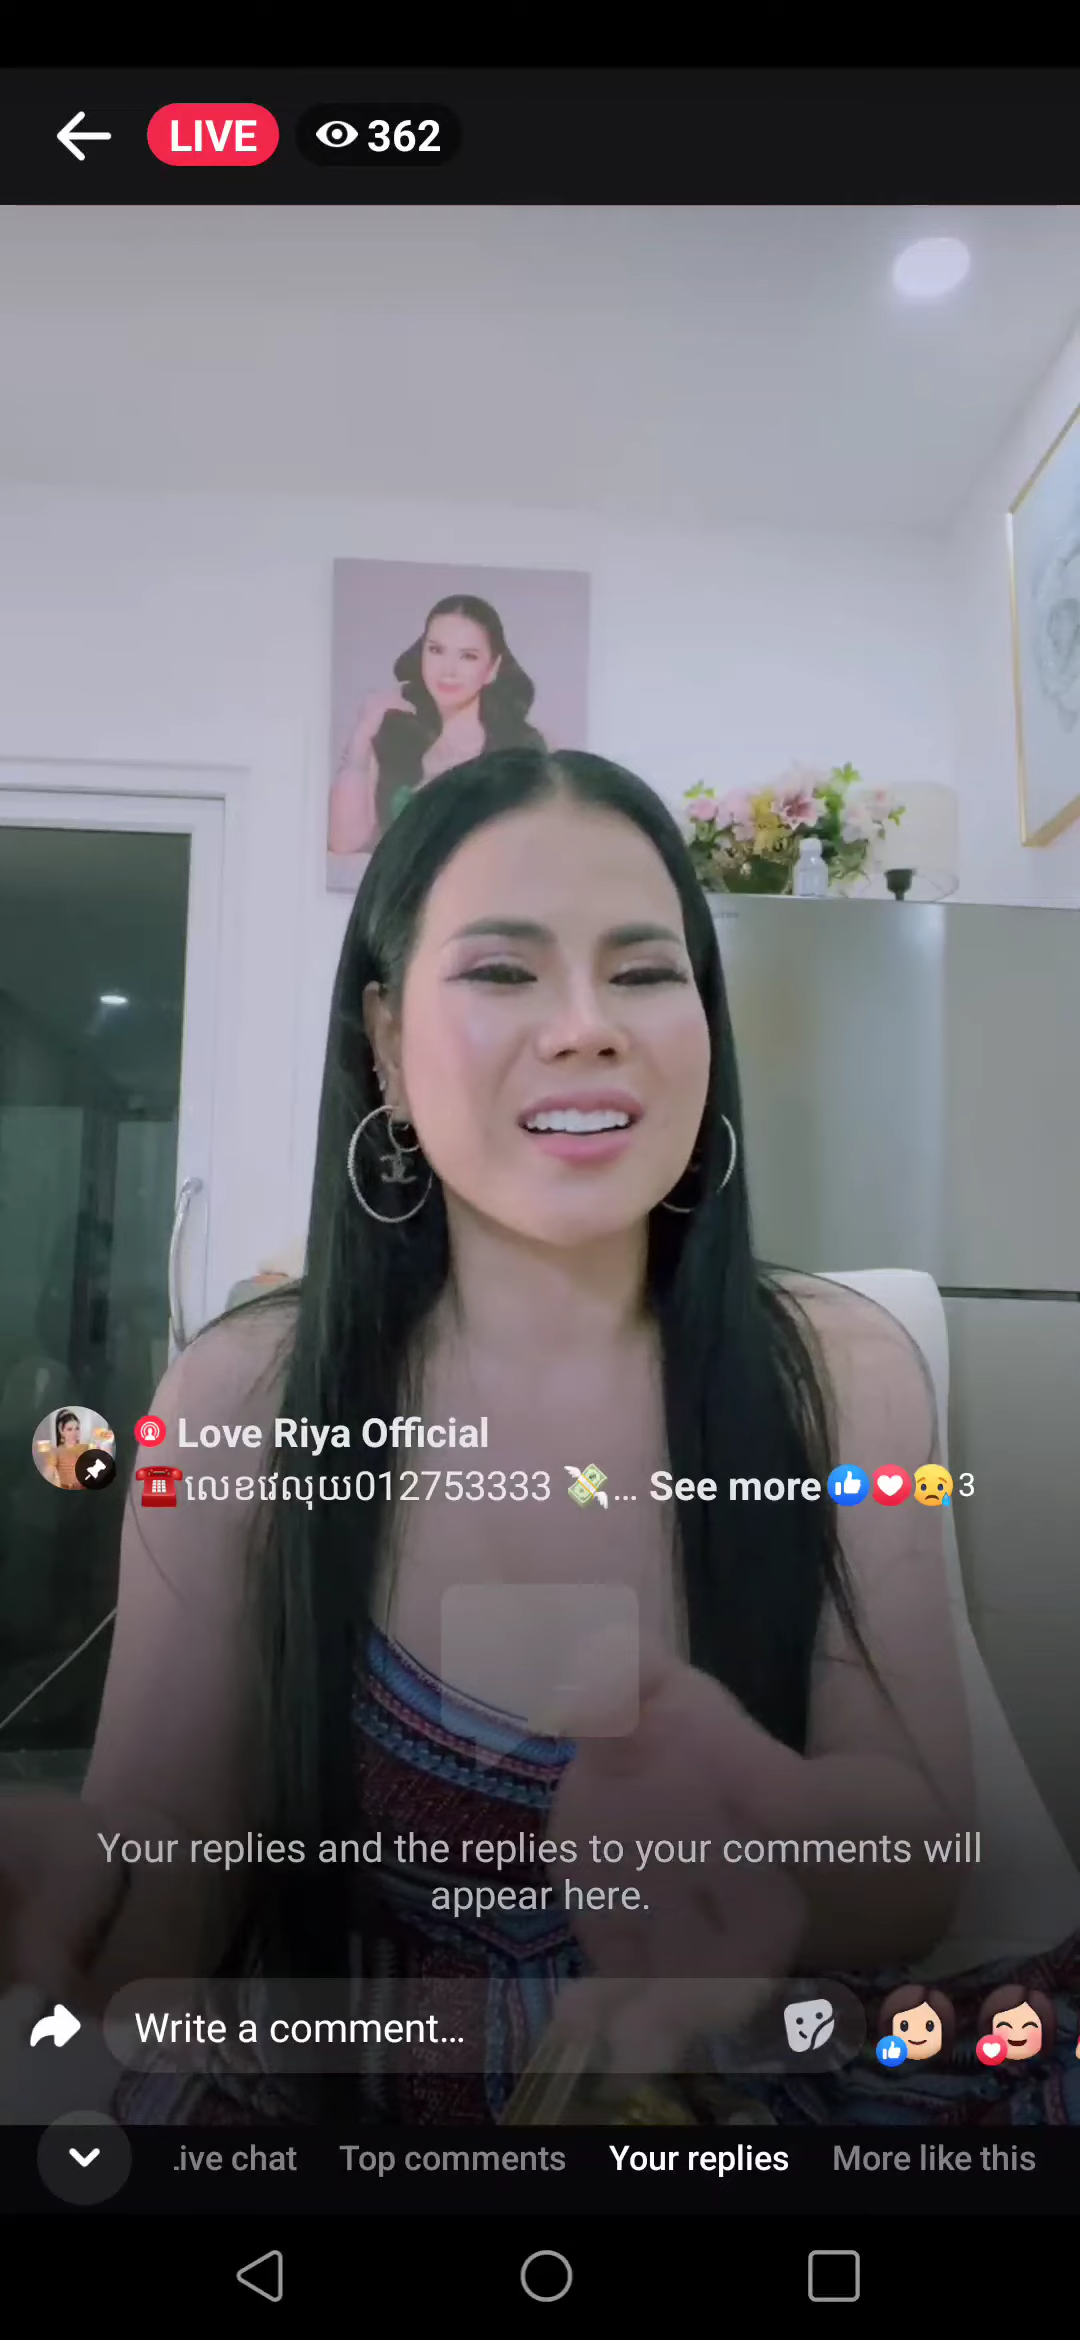 LIVE 362
Love Riya Official
☎️លេខវេលុយ012753333 💸... See more 3
Your replies and the replies to your comments will
appear here.
Write a comment...
.ive chat Top comments Your replies More like this